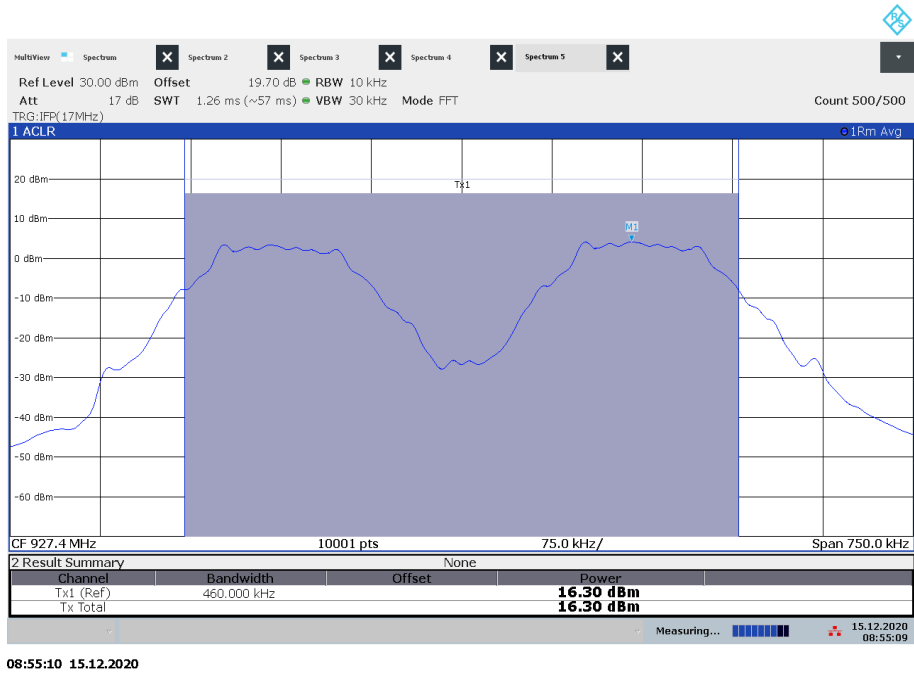 R&S
MultiView Spectrum Spectrum 2 Spectrum 3 Spectrum 4 Spectrum 5
Ref Level 30.00 dBm Offset 19.70 dB RBW 10 kHz
Att 17 dB SWT 1.26 ms (~57 ms) VBW 30 kHz Mode FFT Count 500/500
TRG:IFP(17MHz)
1 ACLR 1Rm Avg
20 dBm
Tx1
10 dBm
M1
0 dBm
-10 dBm
-20 dBm
-30 dBm
-40 dBm
-50 dBm
-60 dBm
CF 927.4 MHz 10001 pts 75.0 kHz/ Span 750.0 kHz
2 Result Summary None
Channel Bandwidth Offset Power
Tx1 (Ref) 460.000 kHz 16.30 dBm
Tx Total 16.30 dBm
Measuring... 15.12.2020
08:55:09
08:55:10 15.12.2020